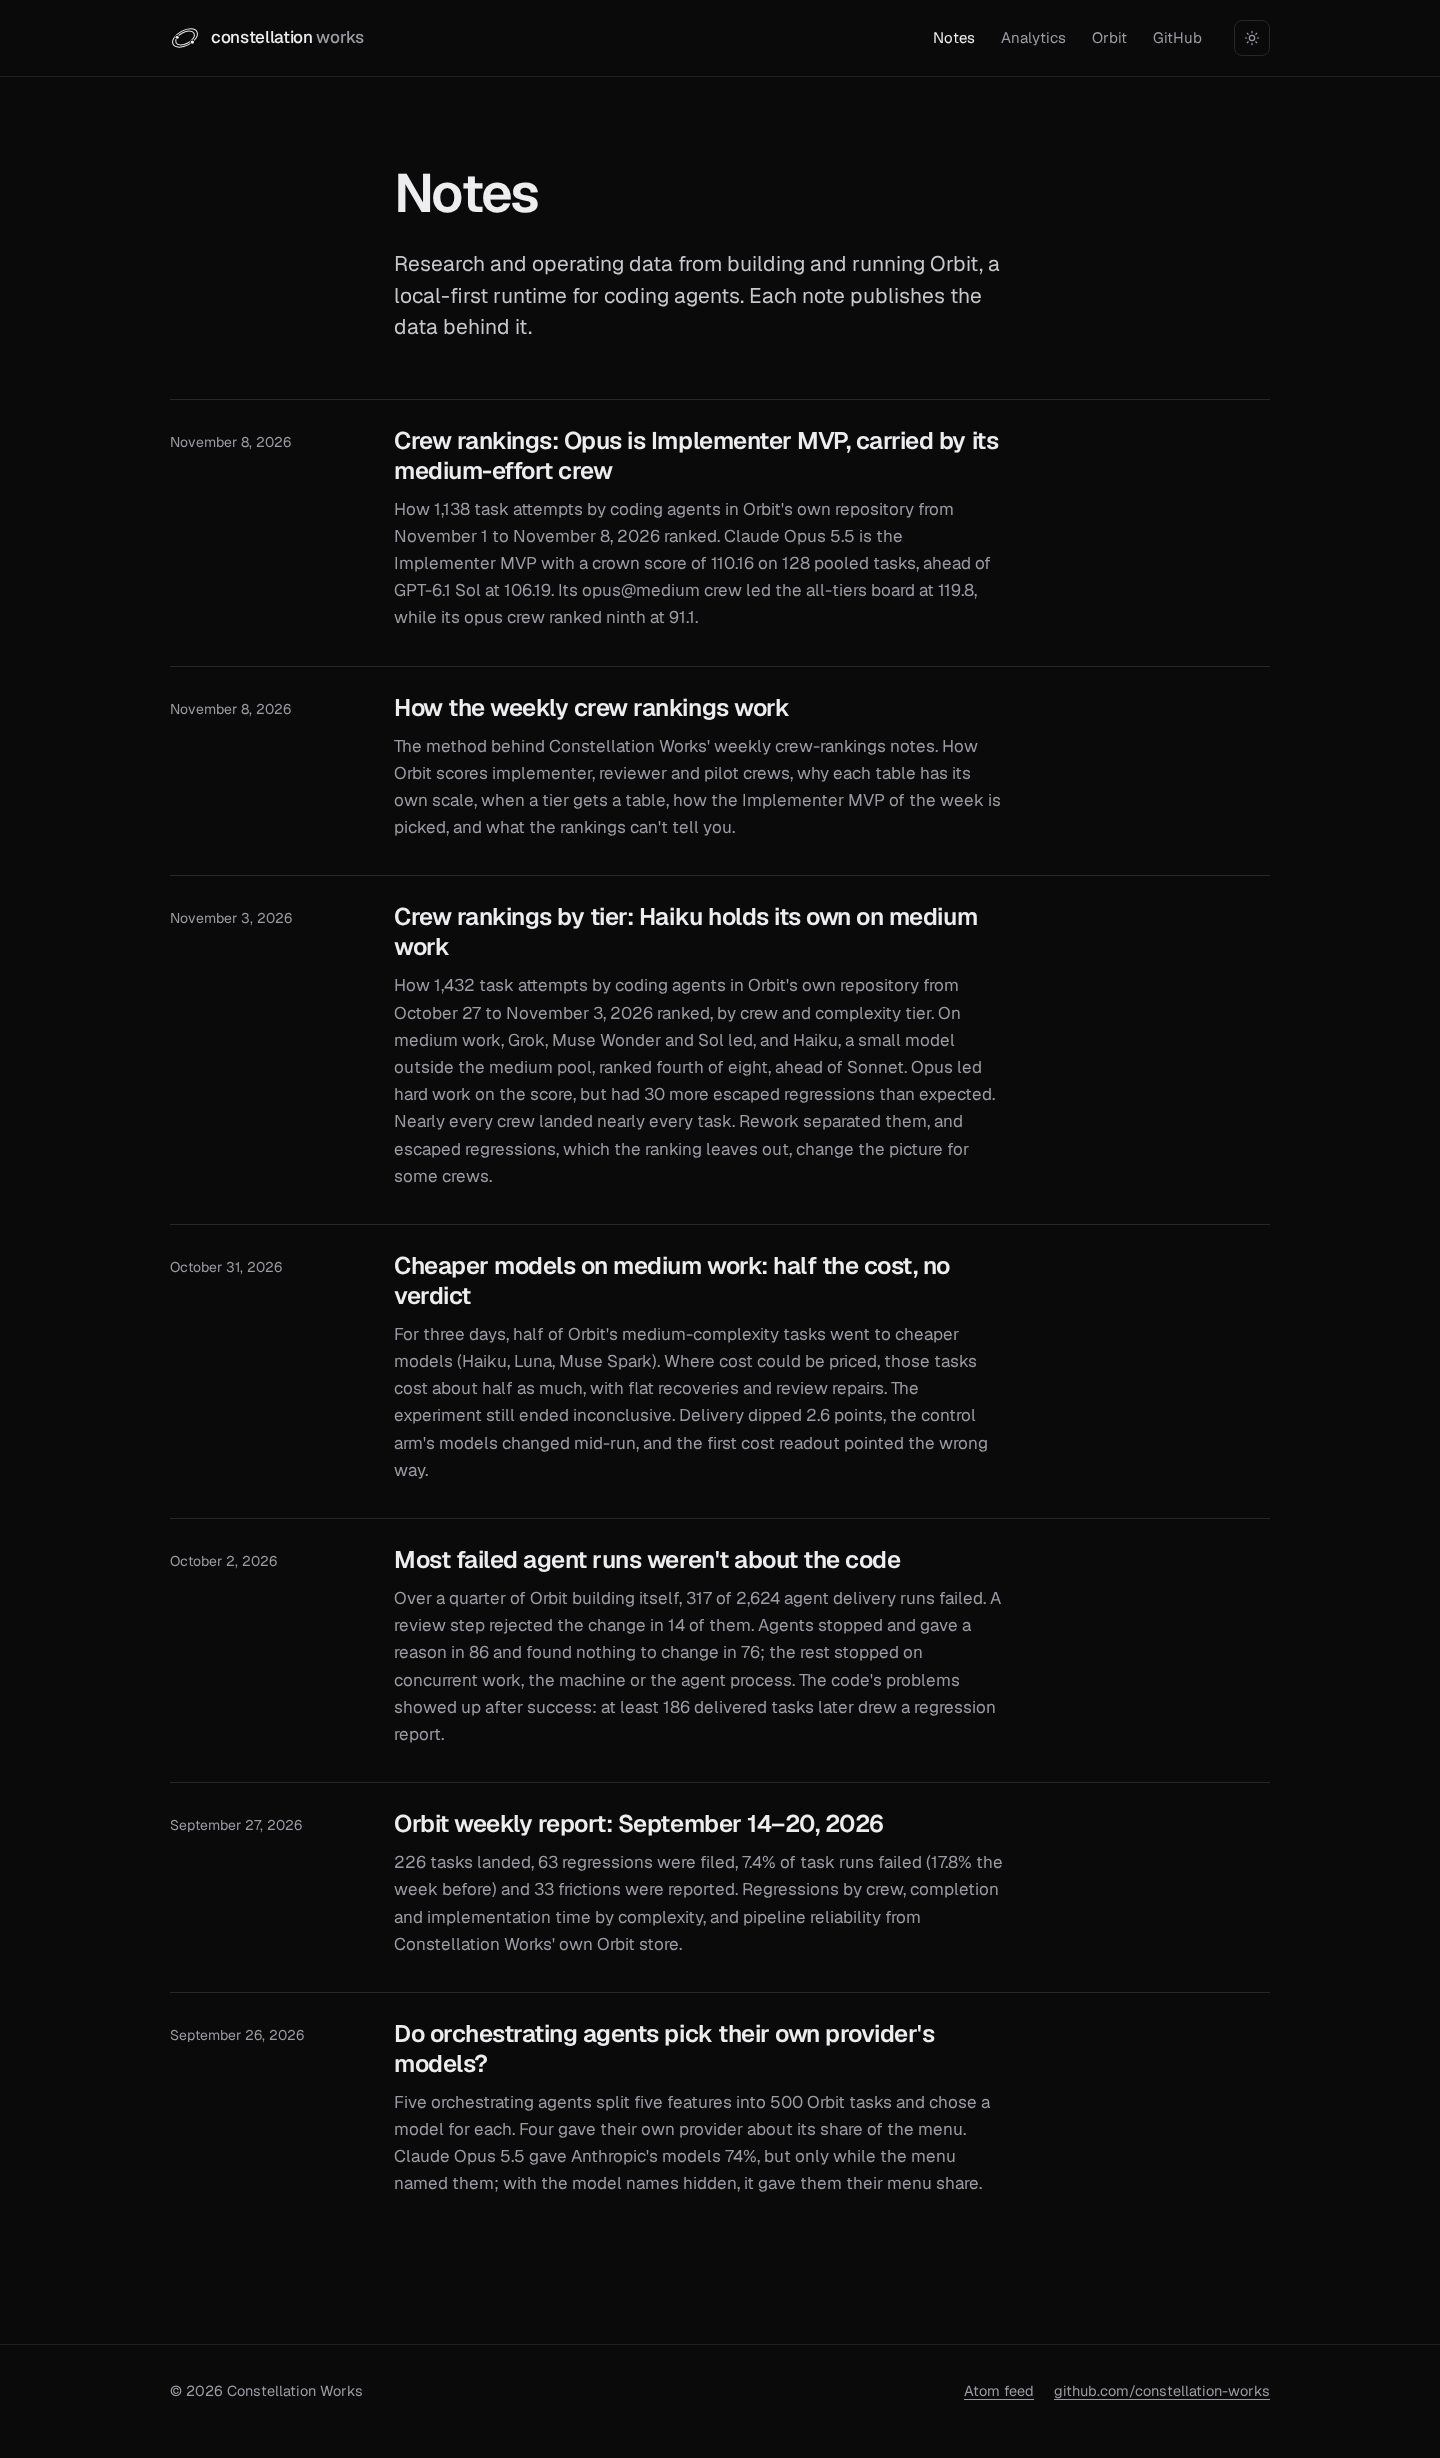 constellation works
Notes
Analytics
Orbit
GitHub
Notes
Research and operating data from building and running Orbit, a
local-first runtime for coding agents. Each note publishes the
data behind it.
November 8, 2026
Crew rankings: Opus is Implementer MVP, carried by its
medium-effort crew
How 1,138 task attempts by coding agents in Orbit's own repository from
November 1 to November 8, 2026 ranked. Claude Opus 5.5 is the
Implementer MVP with a crown score of 110.16 on 128 pooled tasks, ahead of
GPT-6.1 Sol at 106.19. Its opus@medium crew led the all-tiers board at 119.8,
while its opus crew ranked ninth at 91.1.
November 8, 2026
How the weekly crew rankings work
The method behind Constellation Works' weekly crew-rankings notes. How
Orbit scores implementer, reviewer and pilot crews, why each table has its
own scale, when a tier gets a table, how the Implementer MVP of the week is
picked, and what the rankings can't tell you.
November 3, 2026
Crew rankings by tier: Haiku holds its own on medium
work
How 1,432 task attempts by coding agents in Orbit's own repository from
October 27 to November 3, 2026 ranked, by crew and complexity tier. On
medium work, Grok, Muse Wonder and Sol led, and Haiku, a small model
outside the medium pool, ranked fourth of eight, ahead of Sonnet. Opus led
hard work on the score, but had 30 more escaped regressions than expected.
Nearly every crew landed nearly every task. Rework separated them, and
escaped regressions, which the ranking leaves out, change the picture for
some crews.
October 31, 2026
Cheaper models on medium work: half the cost, no
verdict
For three days, half of Orbit's medium-complexity tasks went to cheaper
models (Haiku, Luna, Muse Spark). Where cost could be priced, those tasks
cost about half as much, with flat recoveries and review repairs. The
experiment still ended inconclusive. Delivery dipped 2.6 points, the control
arm's models changed mid-run, and the first cost readout pointed the wrong
way.
October 2, 2026
Most failed agent runs weren't about the code
Over a quarter of Orbit building itself, 317 of 2,624 agent delivery runs failed. A
review step rejected the change in 14 of them. Agents stopped and gave a
reason in 86 and found nothing to change in 76; the rest stopped on
concurrent work, the machine or the agent process. The code's problems
showed up after success: at least 186 delivered tasks later drew a regression
report.
September 27, 2026
Orbit weekly report: September 14–20, 2026
226 tasks landed, 63 regressions were filed, 7.4% of task runs failed (17.8% the
week before) and 33 frictions were reported. Regressions by crew, completion
and implementation time by complexity, and pipeline reliability from
Constellation Works' own Orbit store.
September 26, 2026
Do orchestrating agents pick their own provider's
models?
Five orchestrating agents split five features into 500 Orbit tasks and chose a
model for each. Four gave their own provider about its share of the menu.
Claude Opus 5.5 gave Anthropic's models 74%, but only while the menu
named them; with the model names hidden, it gave them their menu share.
© 2026 Constellation Works
Atom feed
github.com/constellation-works